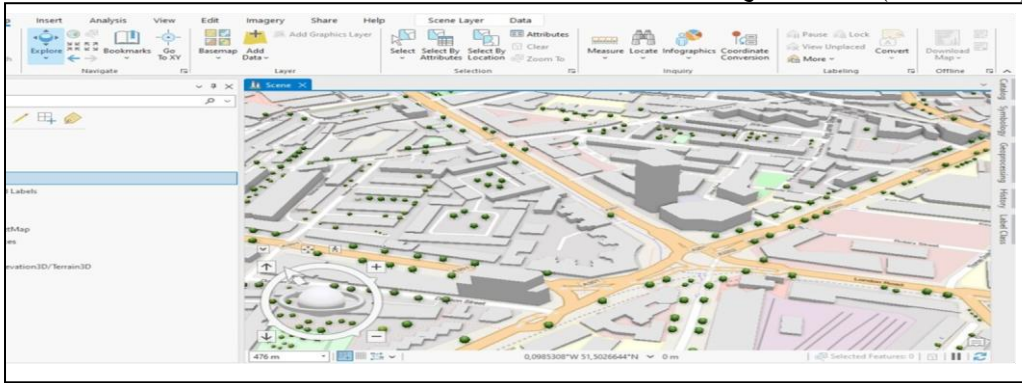 Insert Analysis View Edit Imagery Share Help Scene Layer Data
Explore Bookmarks Go To XY
Navigate
Basemap Add Data Add Graphics Layer
Layer
Select Select By Attributes Select By Location Attributes Clear Zoom To
Selection
Measure Locate Infographics Coordinate Conversion
Inquiry
Pause Lock View Unplaced More Convert
Labeling
Download Map
Offline
Scene
Labels
evation3D/Terrain3D
London Road
476 m
0,0985308°W 51,5026644°N 0 m
Selected Features: 0
Catalog
Symbology
Geoprocessing
History
Label Class